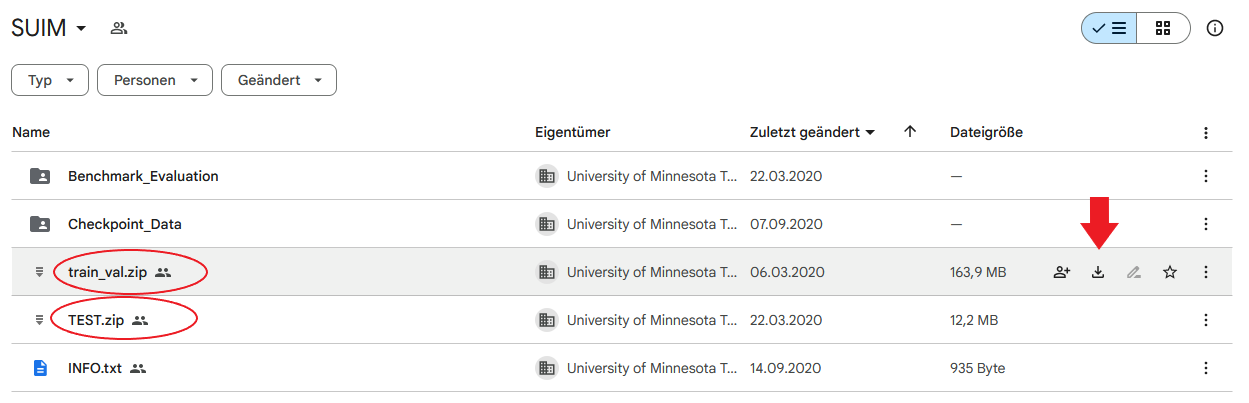 SUIM
Typ Personen Geändert
Name Eigentümer Zuletzt geändert Dateigröße
Benchmark_Evaluation University of Minnesota T... 22.03.2020 —
Checkpoint_Data University of Minnesota T... 07.09.2020 —
train_val.zip University of Minnesota T... 06.03.2020 163,9 MB
TEST.zip University of Minnesota T... 22.03.2020 12,2 MB
INFO.txt University of Minnesota T... 14.09.2020 935 Byte